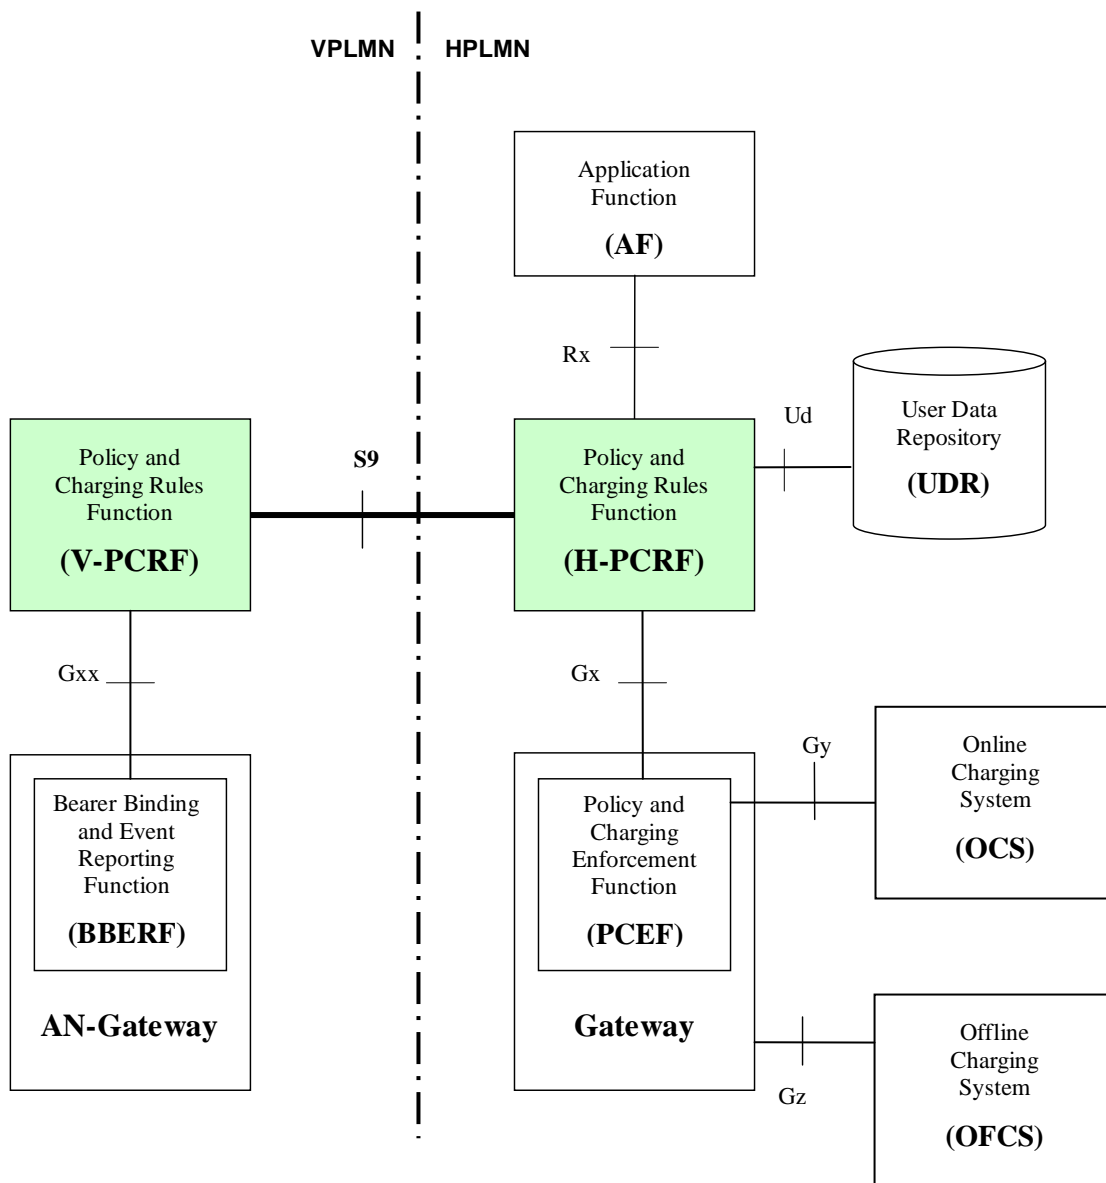 VPLMN
HPLMN
Application
Function
(AF)
Rx
User Data
Repository
(UDR)
Ud
Policy and
Charging Rules
Function
(V-PCRF)
S9
Policy and
Charging Rules
Function
(H-PCRF)
Gxx
Gx
Bearer Binding
and Event
Reporting
Function
(BBERF)
AN-Gateway
Policy and
Charging
Enforcement
Function
(PCEF)
Gateway
Gy
Online
Charging
System
(OCS)
Gz
Offline
Charging
System
(OFCS)